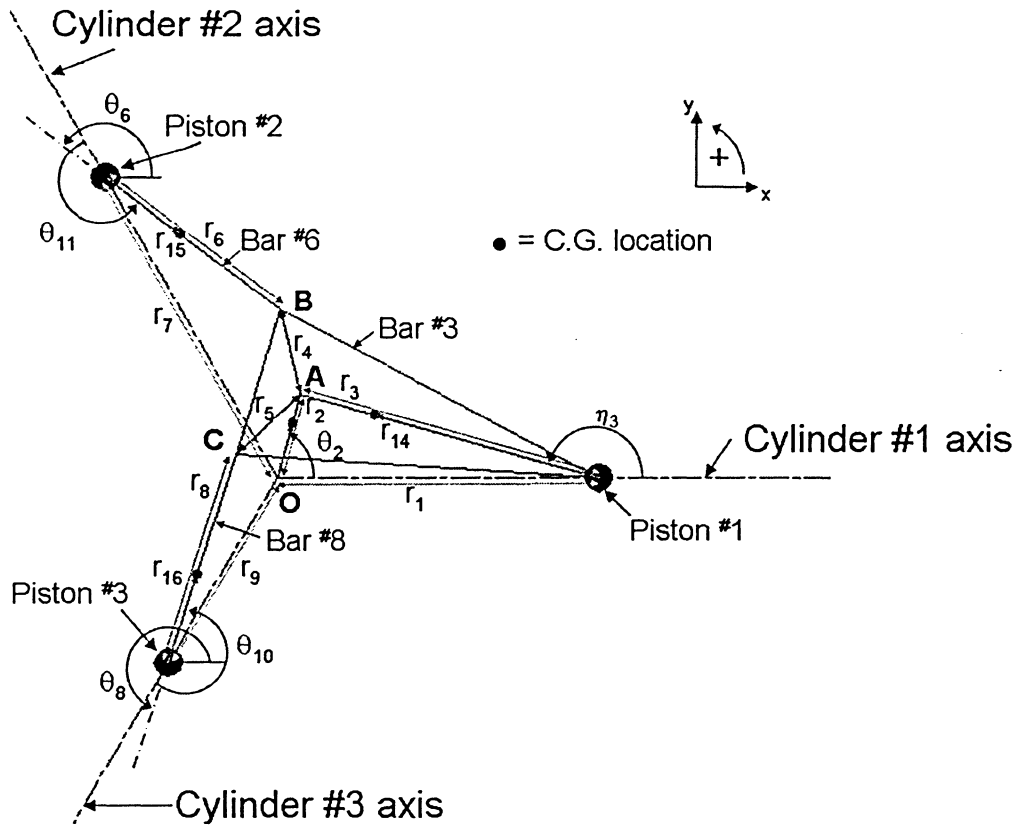 Cylinder #2 axis
θ6
Piston #2
y
+
x
θ11
r15
r6
Bar #6
● = C.G. location
r7
B
Bar #3
r4
A
r3
r5
r2
r14
η3
C
θ2
Cylinder #1 axis
r8
O
r1
Bar #8
Piston #1
r16
r9
Piston #3
θ10
θ8
Cylinder #3 axis